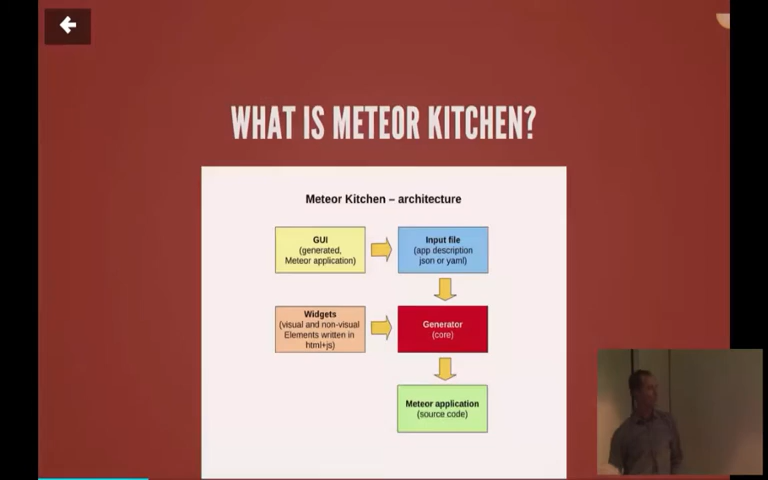 WHAT IS METEOR KITCHEN?
Meteor Kitchen – architecture
GUI
(generated,
Meteor application)
Input file
(app description
json or yaml)
Widgets
(visual and non-visual
Elements written in
html+js)
Generator
(core)
Meteor application
(source code)